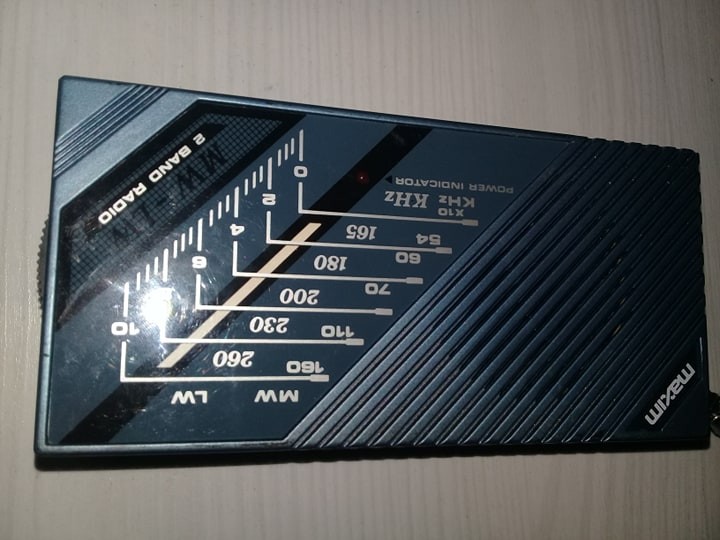 maxim
MW LW
160 260 10
110 230
70 200 6
60 180 4
54 165 2
x10
KHz KHz 0
POWER INDICATOR
MW/LW
2 BAND RADIO